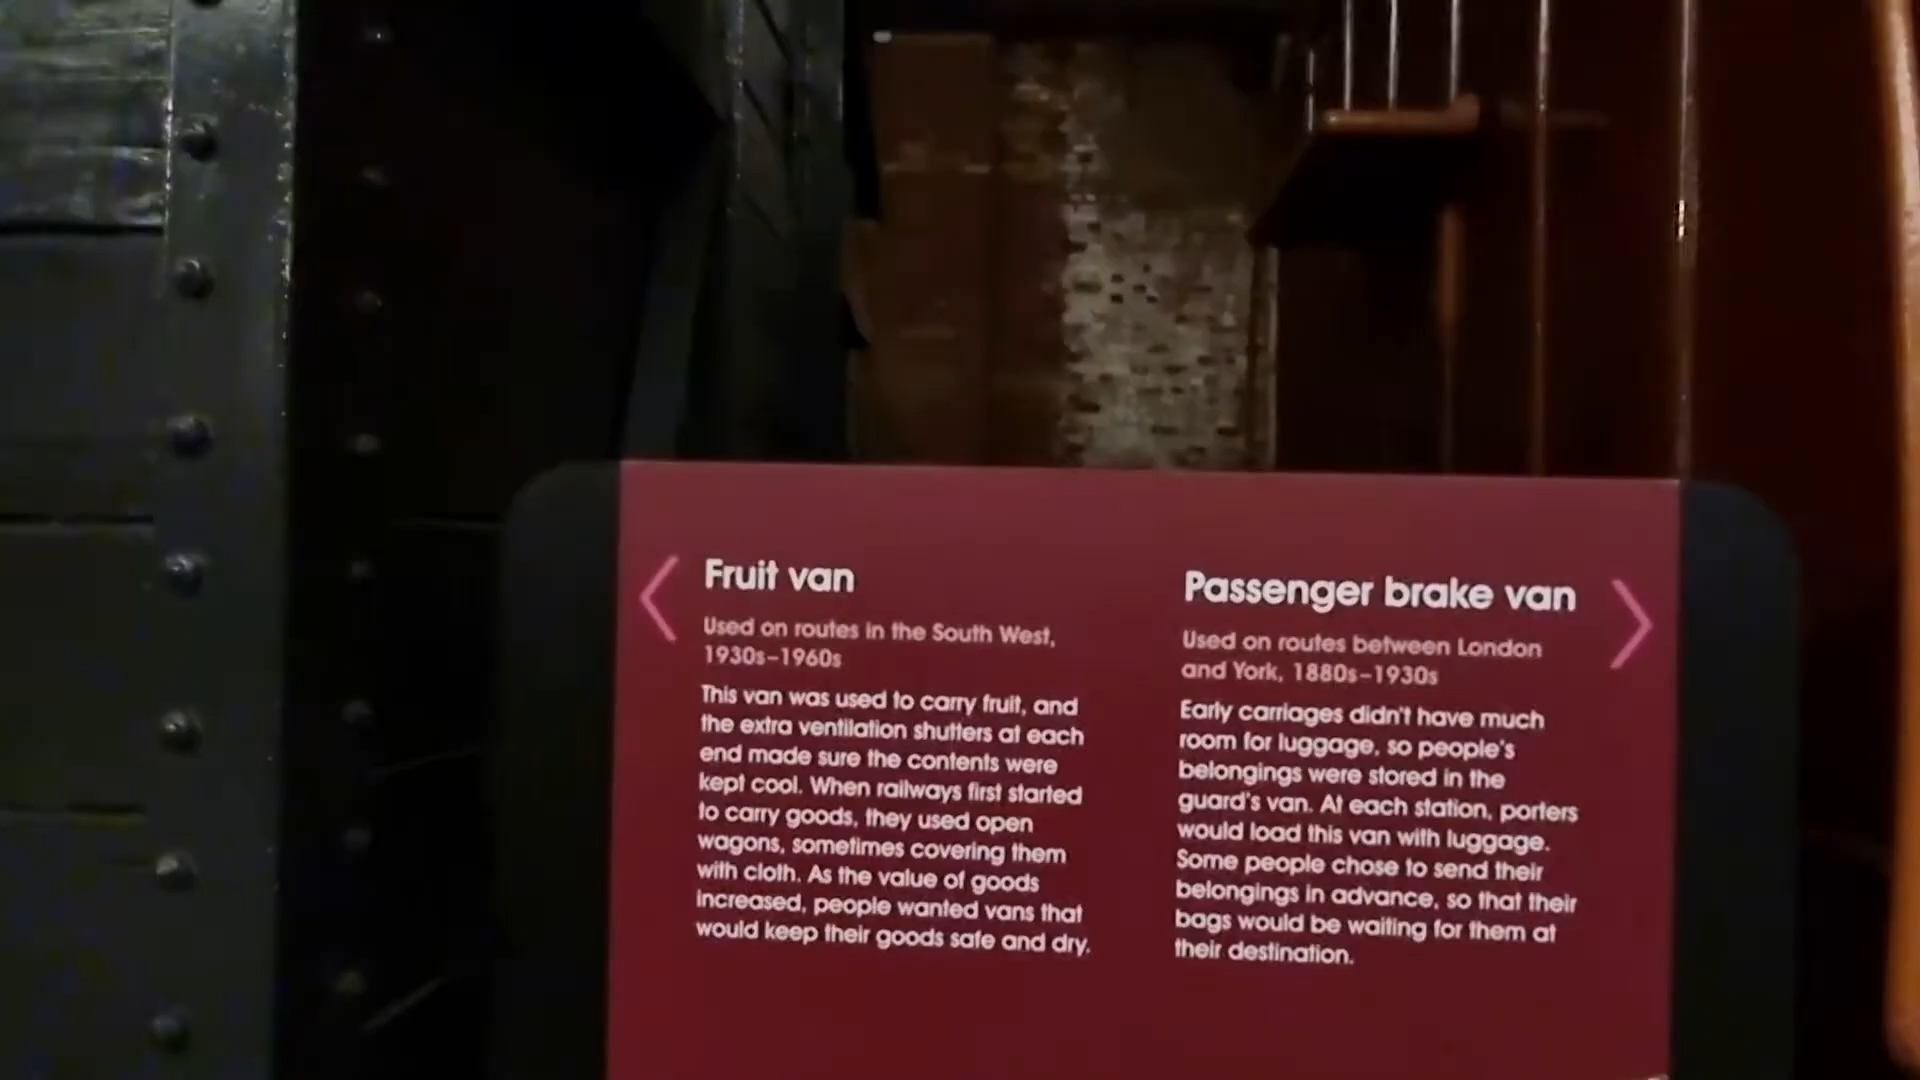 Fruit van
Used on routes in the South West,
1930s–1960s
This van was used to carry fruit, and
the extra ventilation shutters at each
end made sure the contents were
kept cool. When railways first started
to carry goods, they used open
wagons, sometimes covering them
with cloth. As the value of goods
increased, people wanted vans that
would keep their goods safe and dry.
Passenger brake van
Used on routes between London
and York, 1880s–1930s
Early carriages didn't have much
room for luggage, so people's
belongings were stored in the
guard's van. At each station, porters
would load this van with luggage.
Some people chose to send their
belongings in advance, so that their
bags would be waiting for them at
their destination.